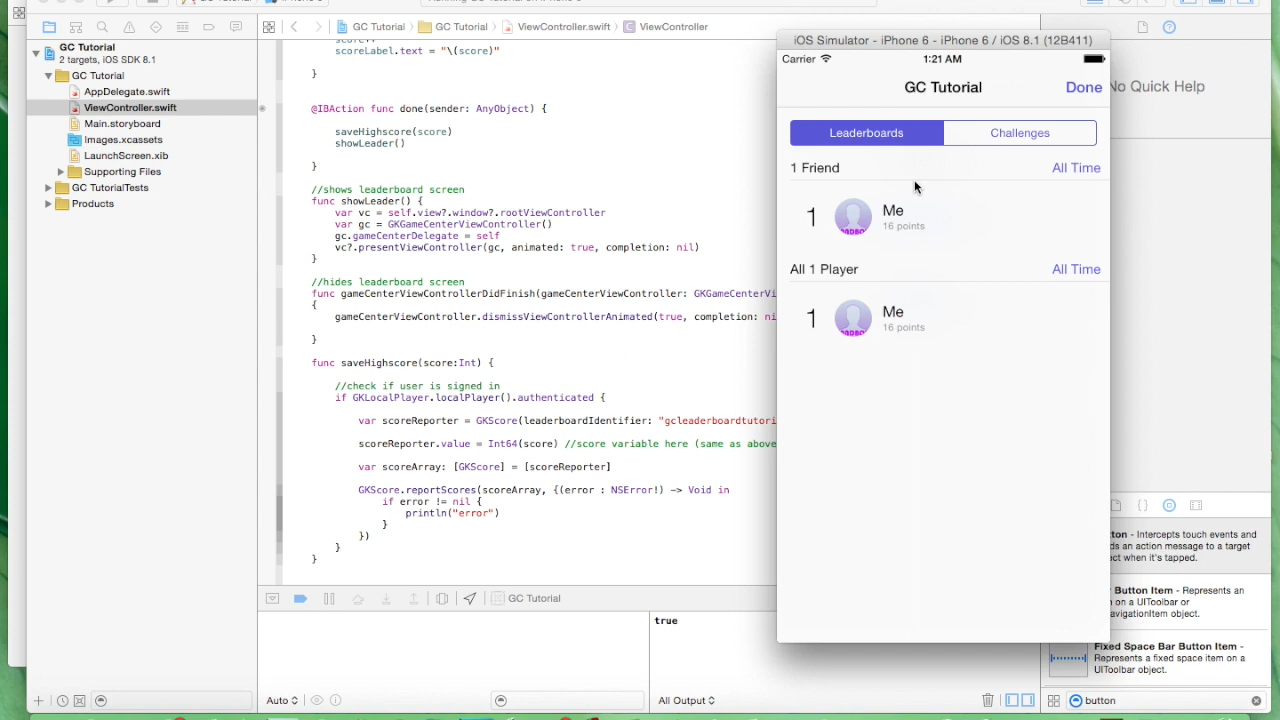 GC Tutorial
ViewController.swift
ViewController
GC Tutorial
2 targets, iOS SDK 8.1
GC Tutorial
AppDelegate.swift
ViewController.swift
Main.storyboard
Images.xcassets
LaunchScreen.xib
Supporting Files
GC TutorialTests
Products
GC Tutorial
scoreLabel.text = "\(score)"
}
@IBAction func done(sender: AnyObject) {
saveHighscore(score)
showLeader()
}
//shows leaderboard screen
func showLeader() {
var vc = self.view?.window?.rootViewController
var gc = GKGameCenterViewController()
gc.gameCenterDelegate = self
vc?.presentViewController(gc, animated: true, completion: nil)
}
//hides leaderboard screen
func gameCenterViewControllerDidFinish(gameCenterViewController: GKGameCenterVi
{
gameCenterViewController.dismissViewControllerAnimated(true, completion: ni
}
func saveHighscore(score:Int) {
//check if user is signed in
if GKLocalPlayer.localPlayer().authenticated {
var scoreReporter = GKScore(leaderboardIdentifier: "gcleaderboardtutori
scoreReporter.value = Int64(score) //score variable here (same as above
var scoreArray: [GKScore] = [scoreReporter]
GKScore.reportScores(scoreArray, {(error : NSError!) -> Void in
if error != nil {
println("error")
}
})
}
}
GC Tutorial
true
Auto
All Output
iOS Simulator - iPhone 6 - iPhone 6 / iOS 8.1 (12B411)
Carrier
1:21 AM
GC Tutorial
Done
Leaderboards
Challenges
1 Friend
All Time
1
Me
16 points
All 1 Player
All Time
1
Me
16 points
No Quick Help
{}
ton - Intercepts touch events and
ds an action message to a target
ct when it's tapped.
Button Item - Represents an
on a UIToolbar or
avigationItem object.
Fixed Space Bar Button Item -
Represents a fixed space item on a
UIToolbar object.
button